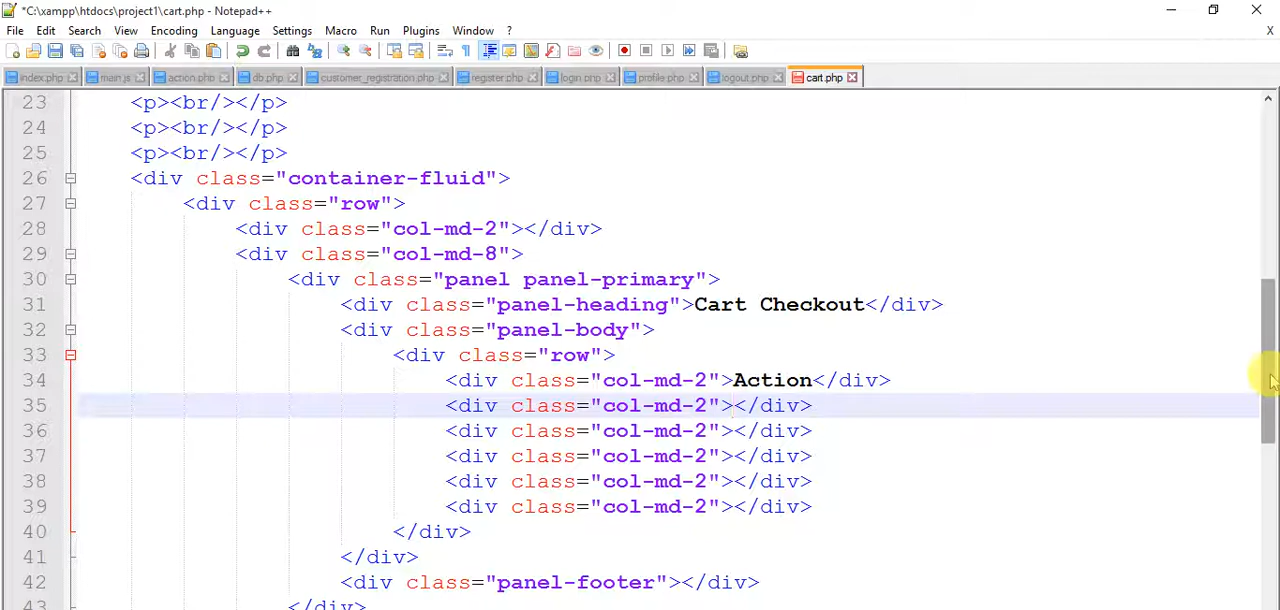 *C:\xampp\htdocs\project1\cart.php - Notepad++
File Edit Search View Encoding Language Settings Macro Run Plugins Window ? X
index.php main.js action.php db.php customer_registration.php register.php login.php profile.php logout.php cart.php
23 <p><br/></p>
24 <p><br/></p>
25 <p><br/></p>
26 <div class="container-fluid">
27 <div class="row">
28 <div class="col-md-2"></div>
29 <div class="col-md-8">
30 <div class="panel panel-primary">
31 <div class="panel-heading">Cart Checkout</div>
32 <div class="panel-body">
33 <div class="row">
34 <div class="col-md-2">Action</div>
35 <div class="col-md-2"></div>
36 <div class="col-md-2"></div>
37 <div class="col-md-2"></div>
38 <div class="col-md-2"></div>
39 <div class="col-md-2"></div>
40 </div>
41 </div>
42 <div class="panel-footer"></div>
43 </div>